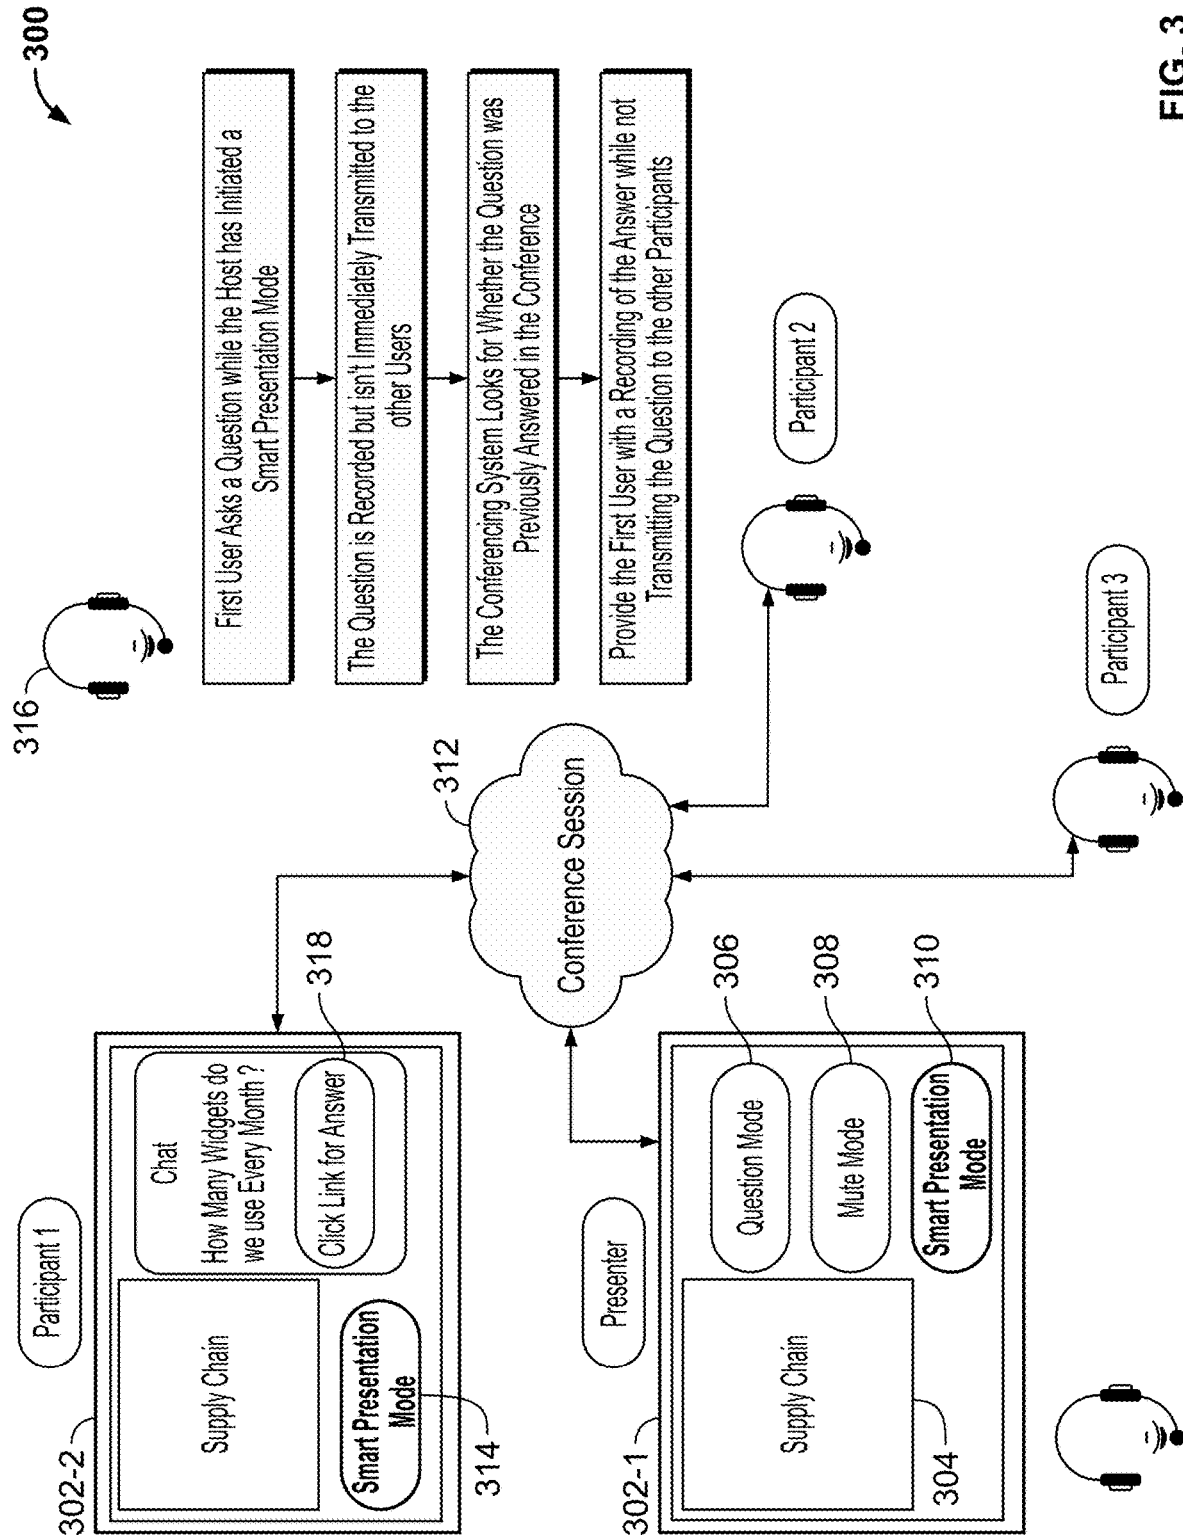 300
316
First User Asks a Question while the Host has Initiated a
Smart Presentation Mode
The Question is Recorded but isn't Immediately Transmitted to the
other Users
The Conferencing System Looks for Whether the Question was
Previously Answered in the Conference
Provide the First User with a Recording of the Answer while not
Transmitting the Question to the other Participants
Participant 1
302-2
Supply Chain
Chat
How Many Widgets do
we use Every Month ?
Click Link for Answer
318
Smart Presentation
Mode
314
312
Conference Session
Participant 2
Participant 3
Presenter
302-1
Supply Chain
304
Question Mode
306
Mute Mode
308
Smart Presentation
Mode
310
FIG. 3